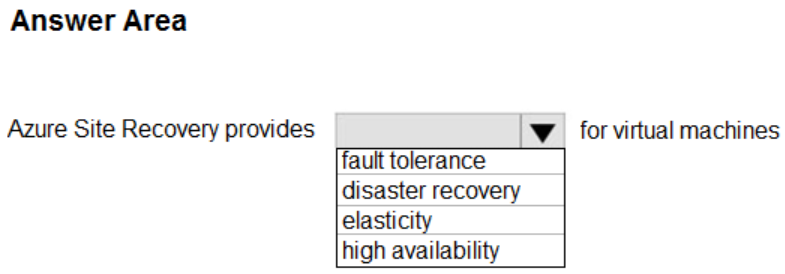 Answer Area
Azure Site Recovery provides for virtual machines
fault tolerance
disaster recovery
elasticity
high availability